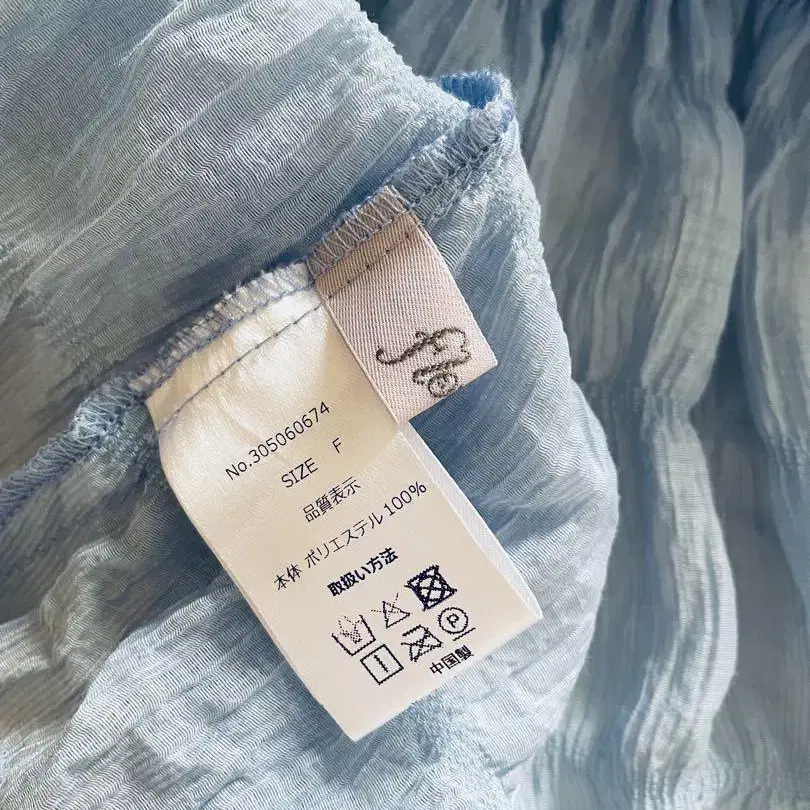 No.305060674
SIZE F
品質表示
本体 ポリエステル 100%
取扱い方法
P
中国製